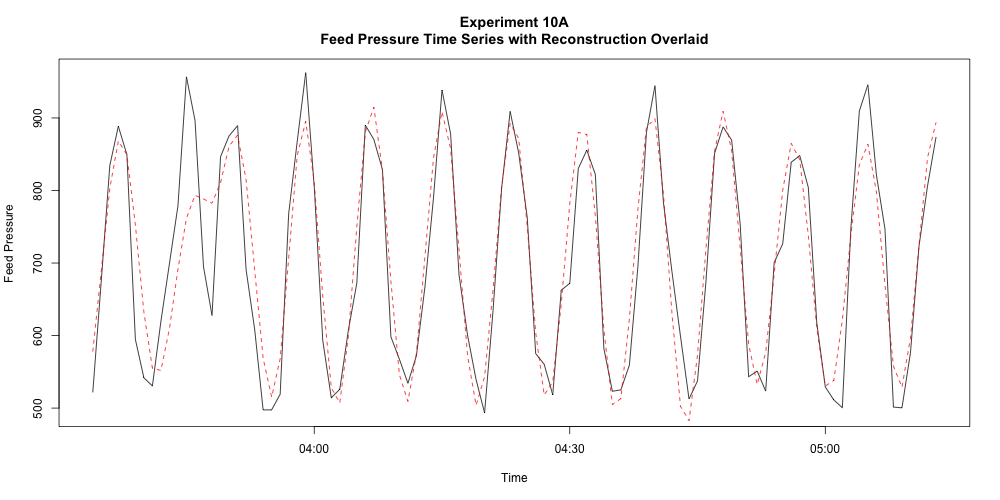 Experiment 10A
Feed Pressure Time Series with Reconstruction Overlaid
Feed Pressure
900
800
700
600
500
04:00 04:30 05:00
Time